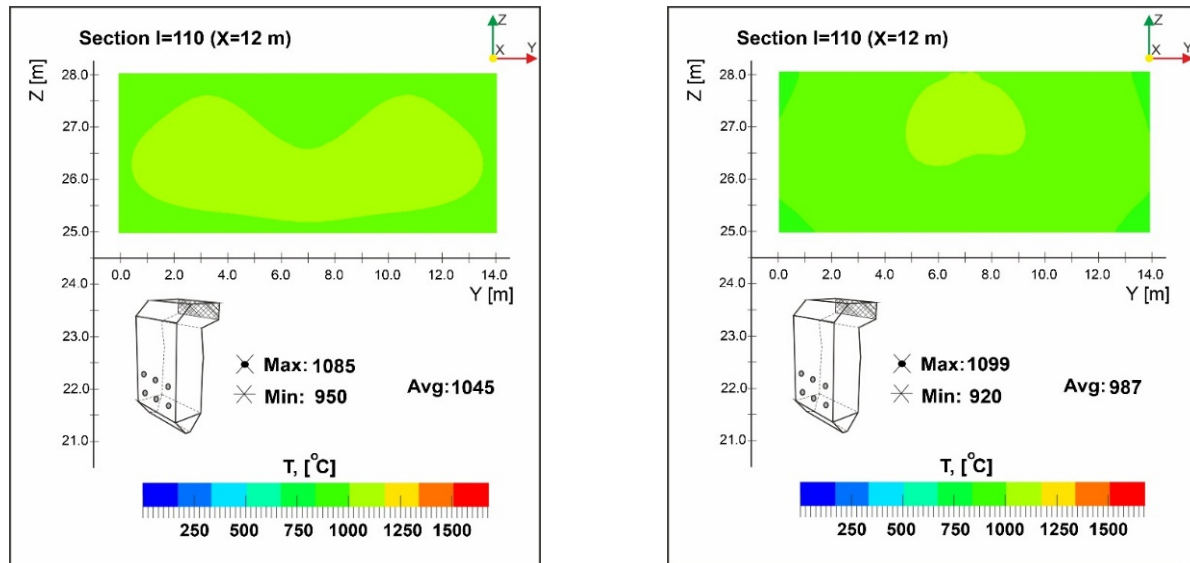 Section I=110 (X=12 m)
Z
X
Y
Z [m]
28.0
27.0
26.0
25.0
0.0 2.0 4.0 6.0 8.0 10.0 12.0 14.0
Y [m]
24.0
23.0
22.0
21.0
Max: 1085
Min: 950
Avg: 1045
T, [°C]
250 500 750 1000 1250 1500
Section I=110 (X=12 m)
Z
X
Y
Z [m]
28.0
27.0
26.0
25.0
0.0 2.0 4.0 6.0 8.0 10.0 12.0 14.0
Y [m]
24.0
23.0
22.0
21.0
Max: 1099
Min: 920
Avg: 987
T, [°C]
250 500 750 1000 1250 1500